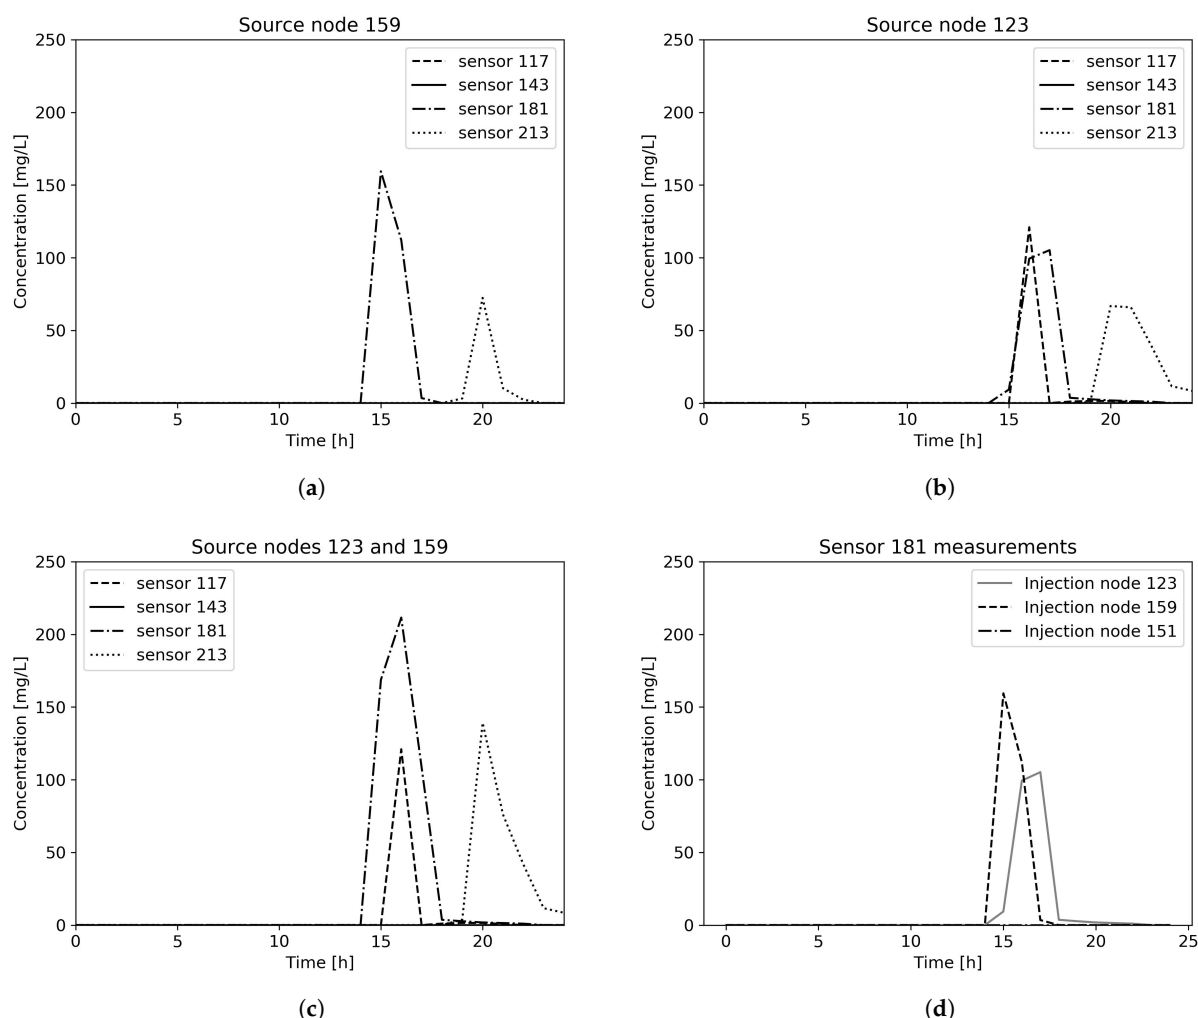 Source node 159
250
200
150
100
50
0
0 5 10 15 20
Concentration [mg/L]
Time [h]
sensor 117
sensor 143
sensor 181
sensor 213
(a)
Source node 123
250
200
150
100
50
0
0 5 10 15 20
Concentration [mg/L]
Time [h]
sensor 117
sensor 143
sensor 181
sensor 213
(b)
Source nodes 123 and 159
250
200
150
100
50
0
0 5 10 15 20
Concentration [mg/L]
Time [h]
sensor 117
sensor 143
sensor 181
sensor 213
(c)
Sensor 181 measurements
250
200
150
100
50
0
0 5 10 15 20 25
Concentration [mg/L]
Time [h]
Injection node 123
Injection node 159
Injection node 151
(d)